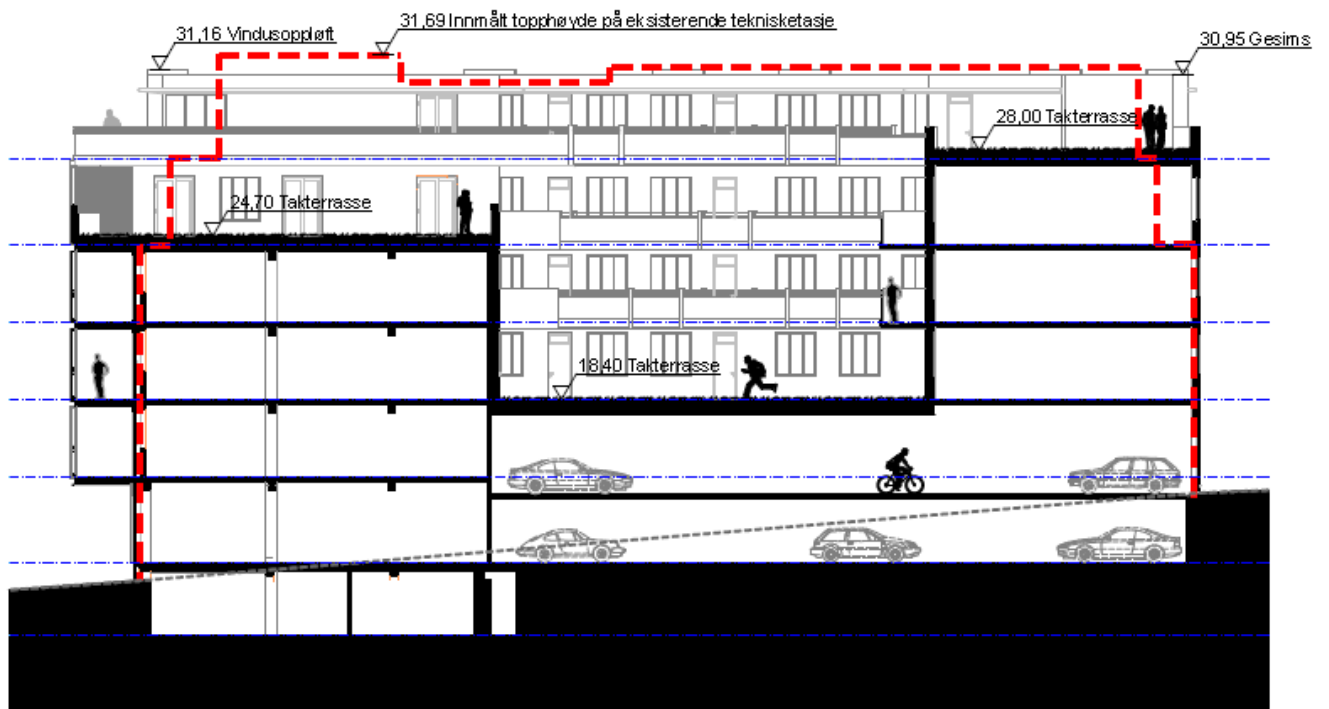 31,69 Innmålt topphøyde på eksisterende tekniskeetasje
31,16 Vindusoppløft
30,95 Gesims
28,00 Takterrasse
24,70 Takterrasse
18,40 Takterrasse